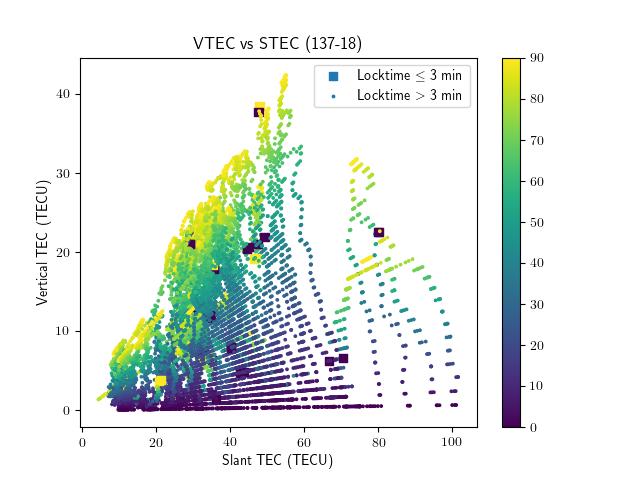 VTEC vs STEC (137-18)
Locktime ≤ 3 min
Locktime > 3 min
Vertical TEC (TECU)
40
30
20
10
0
0 20 40 60 80 100
Slant TEC (TECU)
90
80
70
60
50
40
30
20
10
0